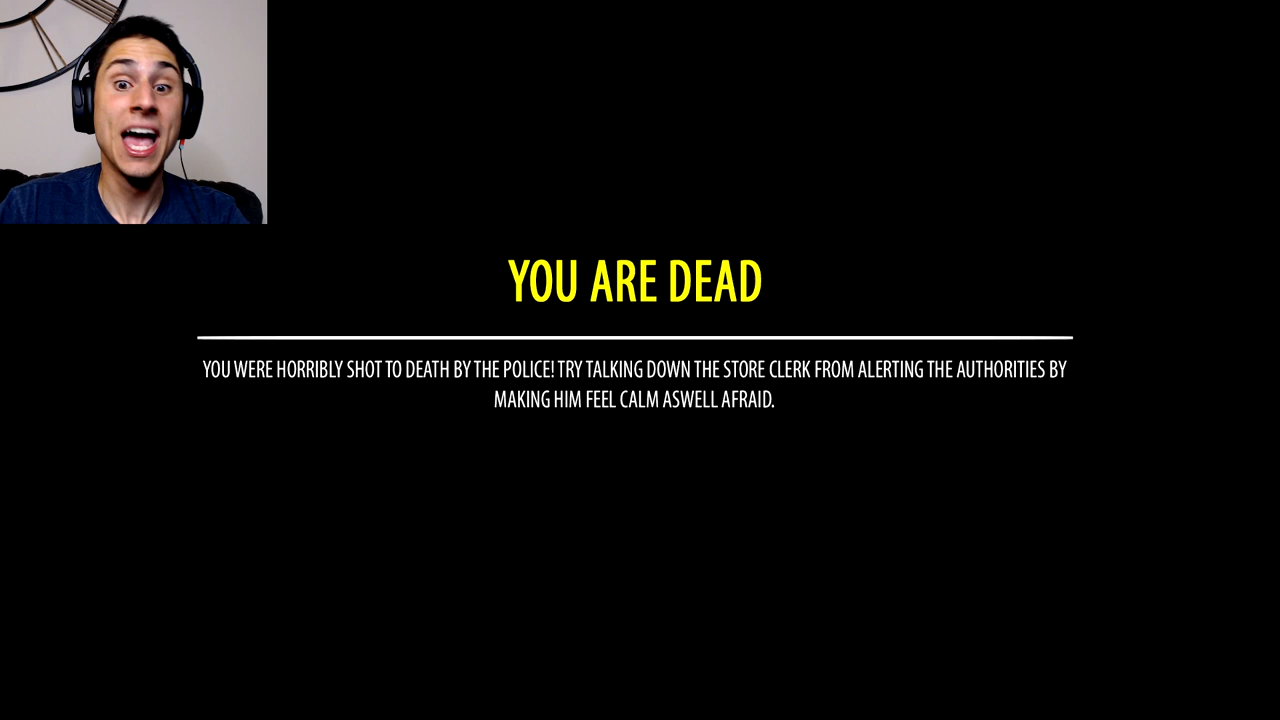 YOU ARE DEAD
YOU WERE HORRIBLY SHOT TO DEATH BY THE POLICE! TRY TALKING DOWN THE STORE CLERK FROM ALERTING THE AUTHORITIES BY
MAKING HIM FEEL CALM ASWELL AFRAID.